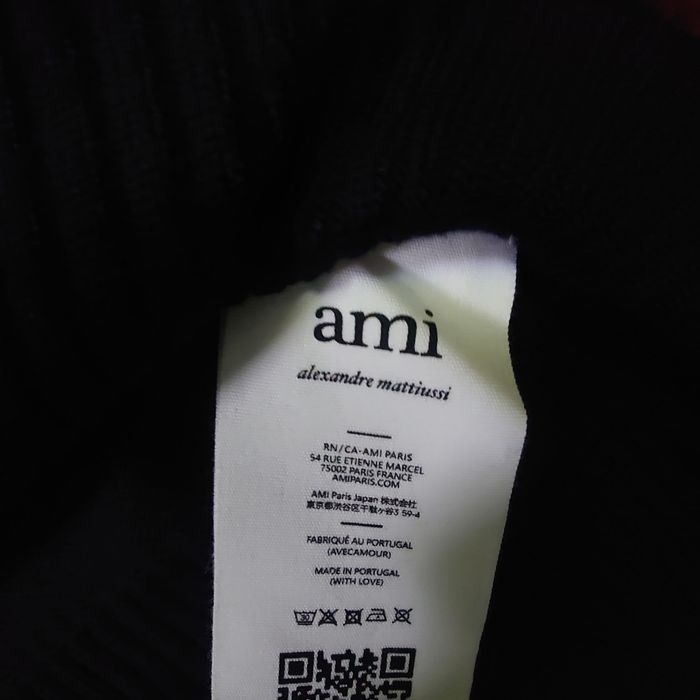 ami
alexandre mattiussi
RN/CA-AMI PARIS
54 RUE ETIENNE MARCEL
75002 PARIS FRANCE
AMIPARIS.COM
AMI Paris Japan 株式会社
東京都渋谷区千駄ヶ谷3 59-4
FABRIQUÉ AU PORTUGAL
(AVECAMOUR)
MADE IN PORTUGAL
(WITH LOVE)
30